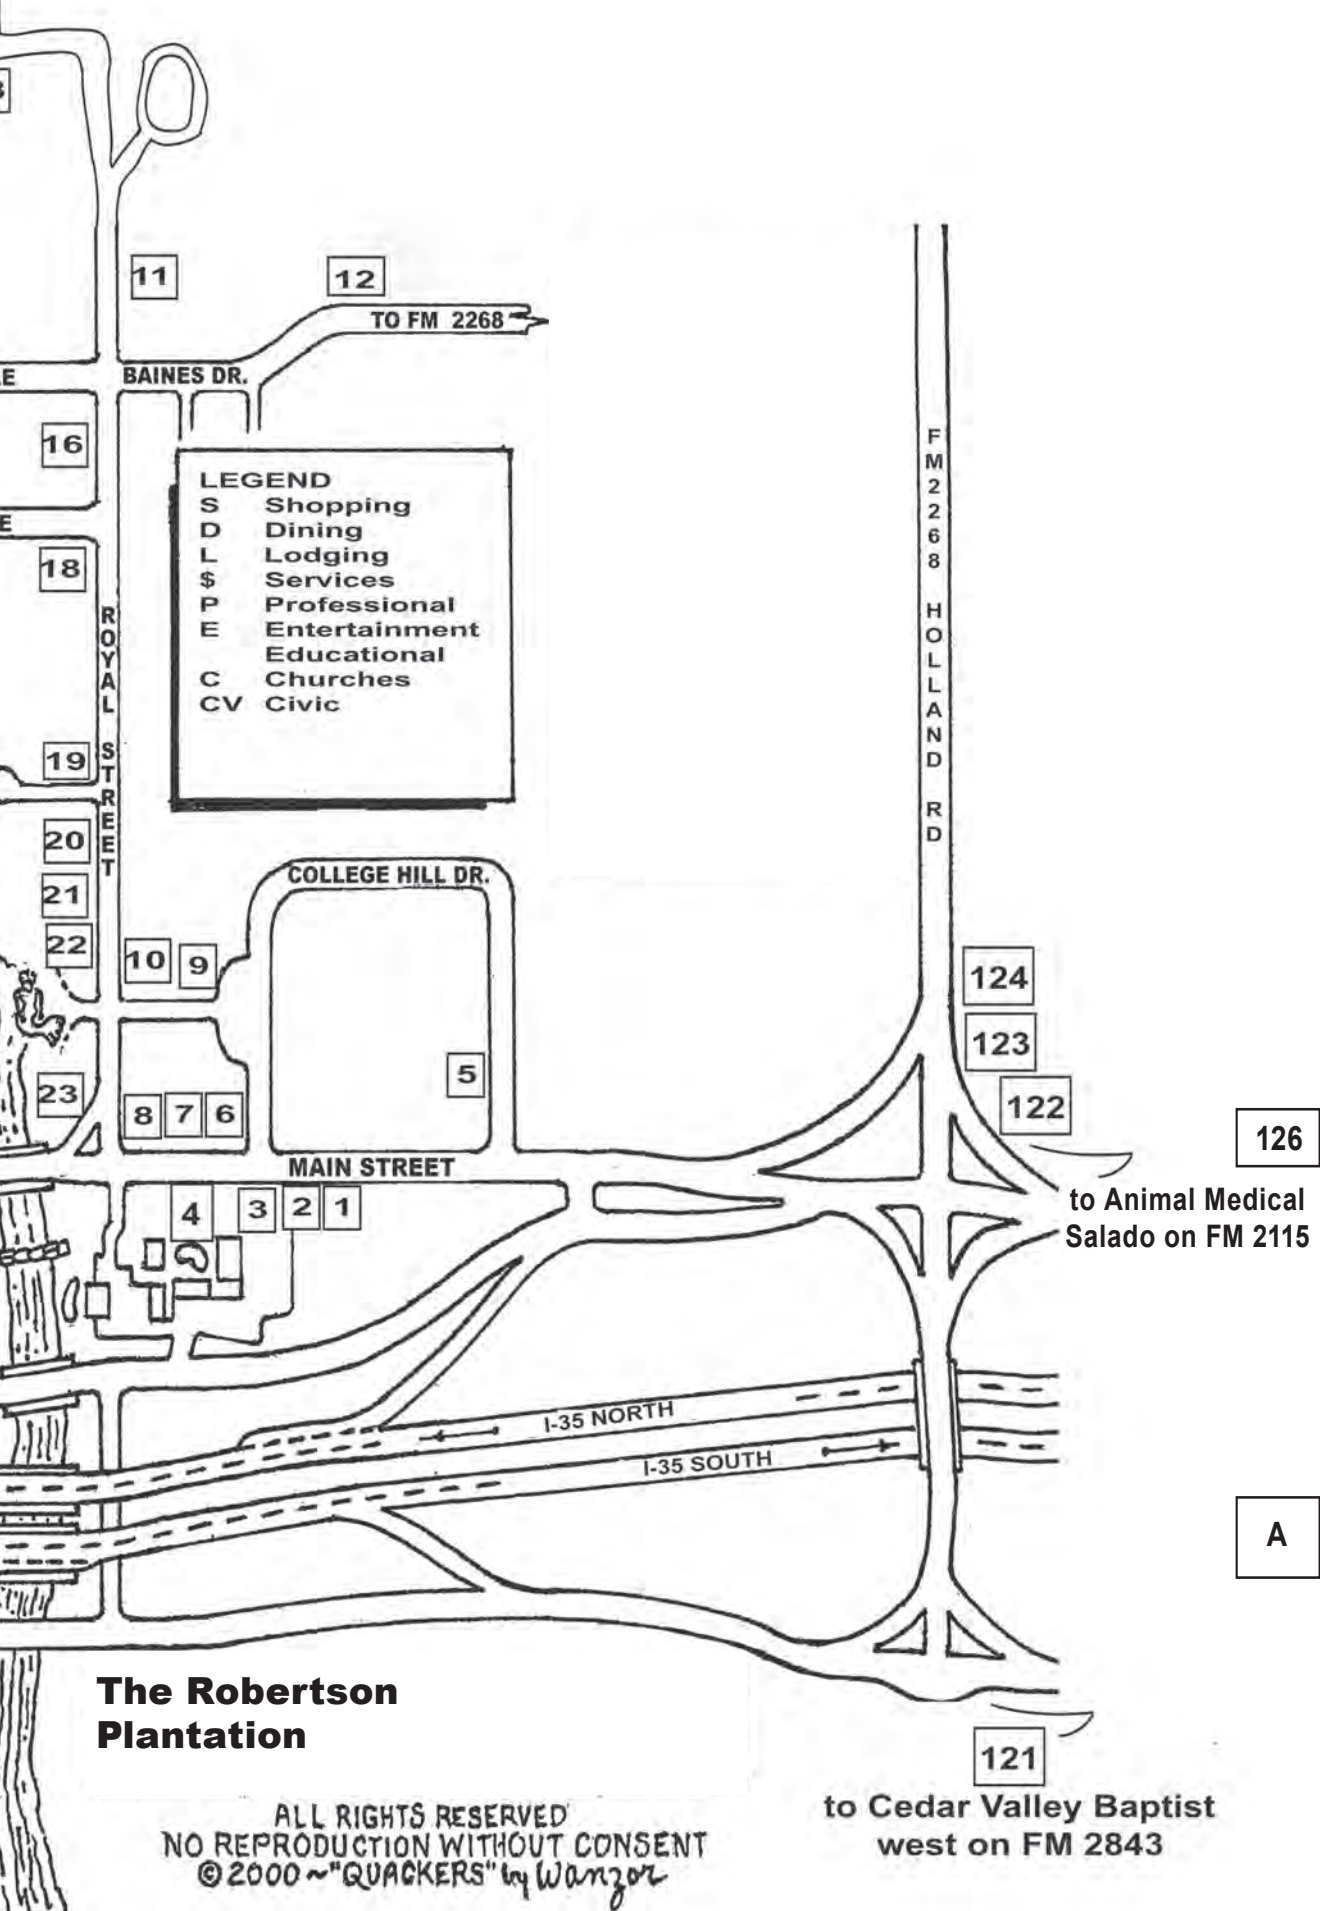 11
12
TO FM 2268
E
BAINES DR.
16
E
18
LEGEND
S Shopping
D Dining
L Lodging
$ Services
P Professional
E Entertainment
Educational
C Churches
CV Civic
FM 2268 HOLLAND RD
ROYAL STREET
19
20
21
22
COLLEGE HILL DR.
10
9
124
123
122
5
23
8
7
6
126
MAIN STREET
4
3
2
1
to Animal Medical
Salado on FM 2115
I-35 NORTH
I-35 SOUTH
A
The Robertson
Plantation
121
to Cedar Valley Baptist
west on FM 2843
ALL RIGHTS RESERVED
NO REPRODUCTION WITHOUT CONSENT
©2000 ~ "QUACKERS" by Wanzor